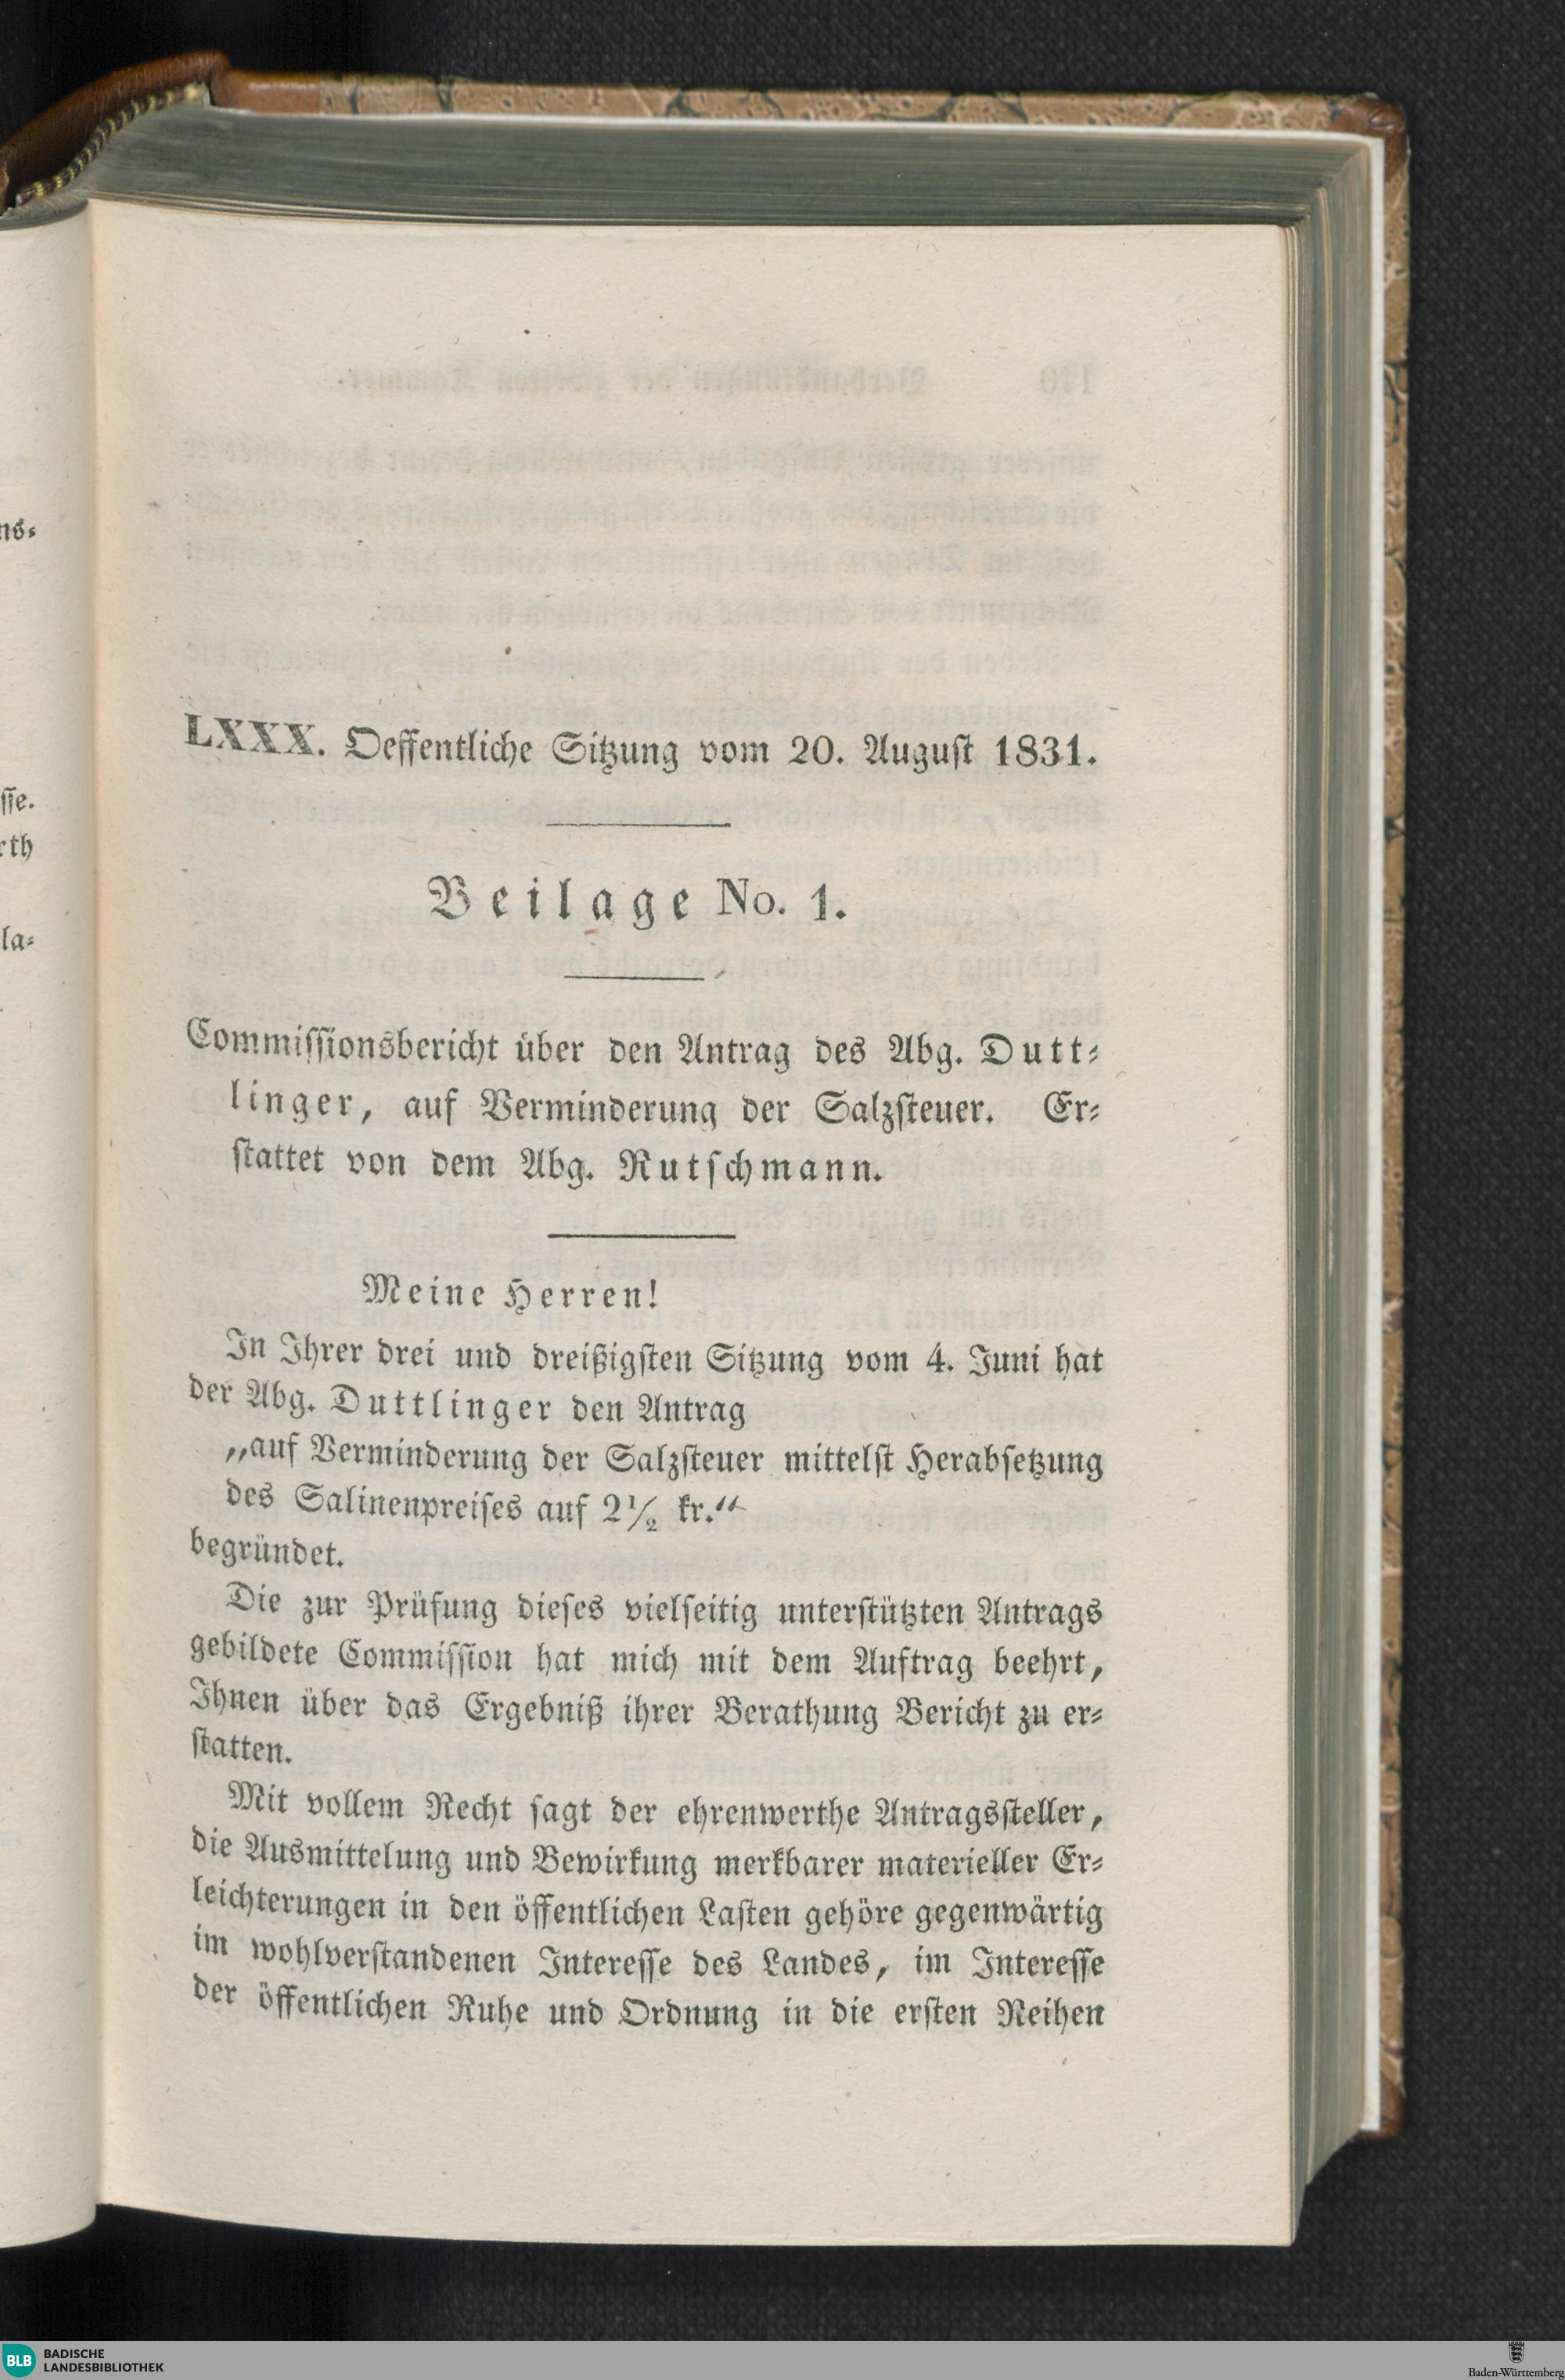 ns⸗
sse.
rth
la⸗
LXXX. Oeffentliche Sitzung vom 20. August 1831.
Beilage No. 1.
Commissionsbericht über den Antrag des Abg. Dutt⸗
linger, auf Verminderung der Salzsteuer. Er⸗
stattet von dem Abg. Rutschmann.
Meine Herren!
In Ihrer drei und dreißigsten Sitzung vom 4. Juni hat
der Abg. Duttlinger den Antrag
„auf Verminderung der Salzsteuer mittelst Herabsetzung
des Salinenpreises auf 2½ kr.“
begründet.
Die zur Prüfung dieses vielseitig unterstützten Antrags
gebildete Commission hat mich mit dem Auftrag beehrt,
Ihnen über das Ergebniß ihrer Berathung Bericht zu er⸗
statten.
Mit vollem Recht sagt der ehrenwerthe Antragssteller,
die Ausmittelung und Bewirkung merkbarer materieller Er⸗
leichterungen in den öffentlichen Lasten gehöre gegenwärtig
im wohlverstandenen Interesse des Landes, im Interesse
der öffentlichen Ruhe und Ordnung in die ersten Reihen
BLB BADISCHE
LANDESBIBLIOTHEK
Baden-Württemberg